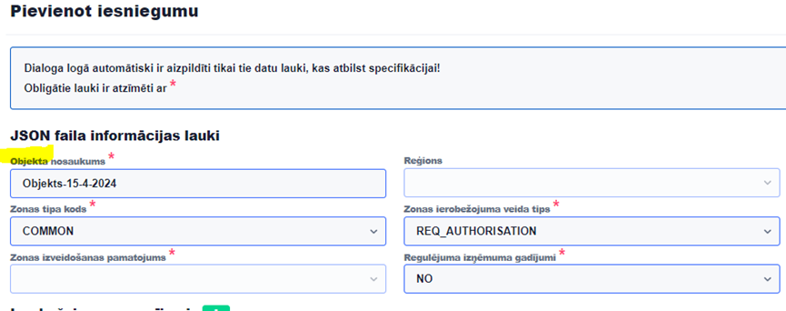 Pievienot iesniegumu
Dialoga logā automātiski ir aizpildīti tikai tie datu lauki, kas atbilst specifikācijai!
Obligātie lauki ir atzīmēti ar *
JSON faila informācijas lauki
Objekta nosaukums *
Reģions
Objekts-15-4-2024
Zonas tipa kods *
Zonas ierobežojuma veida tips *
COMMON
REQ_AUTHORISATION
Zonas izveidošanas pamatojums *
Regulējuma izņēmuma gadījumi *
NO